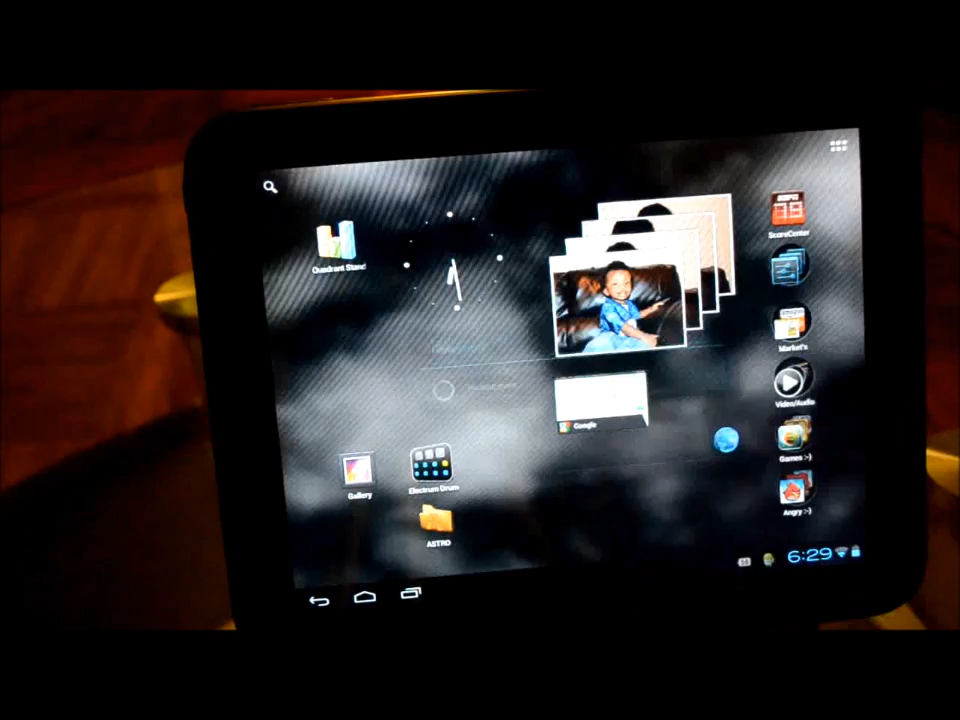 Quadrant Stand
ScoreCenter
Market's
Google
Video/Audio
Games :-)
Gallery
Electrum Drum
Angry :-)
ASTRO
6:29